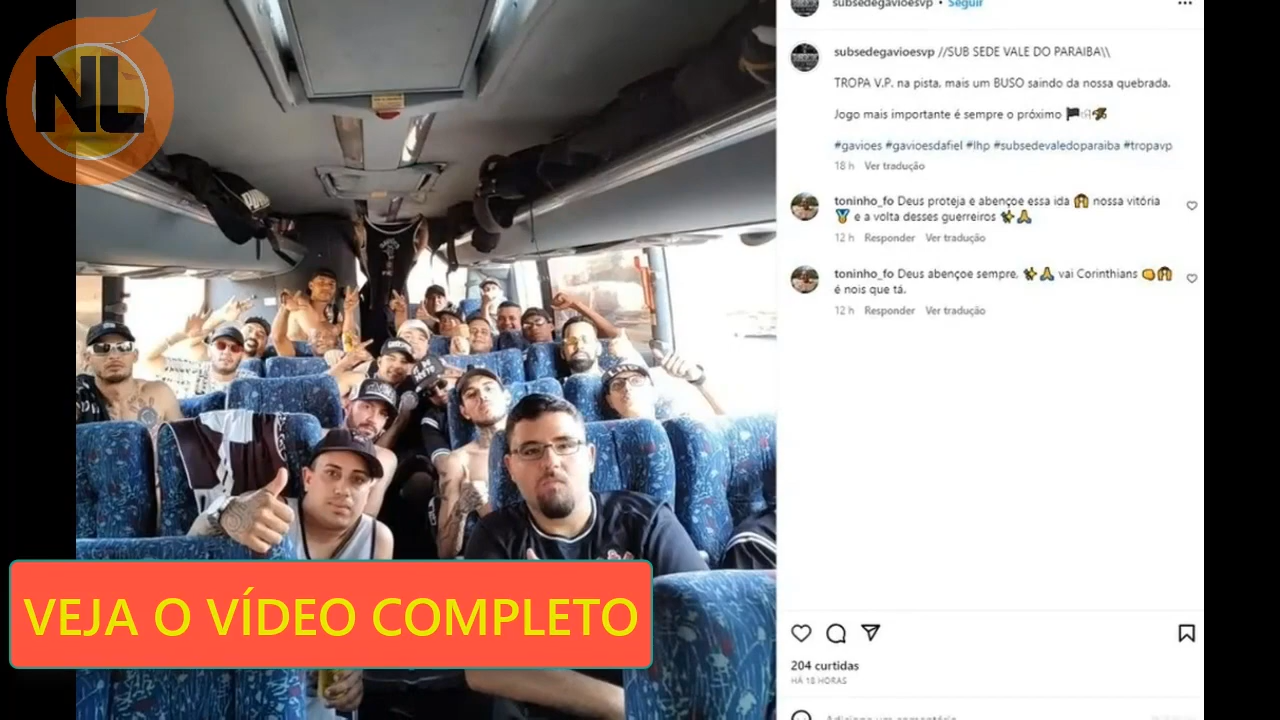 NL
subsedegavioesvp • Seguir
subsedegavioesvp //SUB SEDE VALE DO PARAIBA\\
TROPA V.P. na pista, mais um BUSO saindo da nossa quebrada.
Jogo mais importante é sempre o próximo
#gavioes #gavioesdafiel #lhp #subsedevaledoparaiba #tropavp
18 h Ver tradução
toninho_fo Deus proteja e abençoe essa ida 🙌 nossa vitória
🏅 e a volta desses guerreiros ✨🙏
12 h Responder Ver tradução
toninho_fo Deus abençoe sempre, ✨🙏 vai Corinthians 👊🙌
é nois que tá.
12 h Responder Ver tradução
VEJA O VÍDEO COMPLETO
204 curtidas
HÁ 18 HORAS
Adicione um comentário